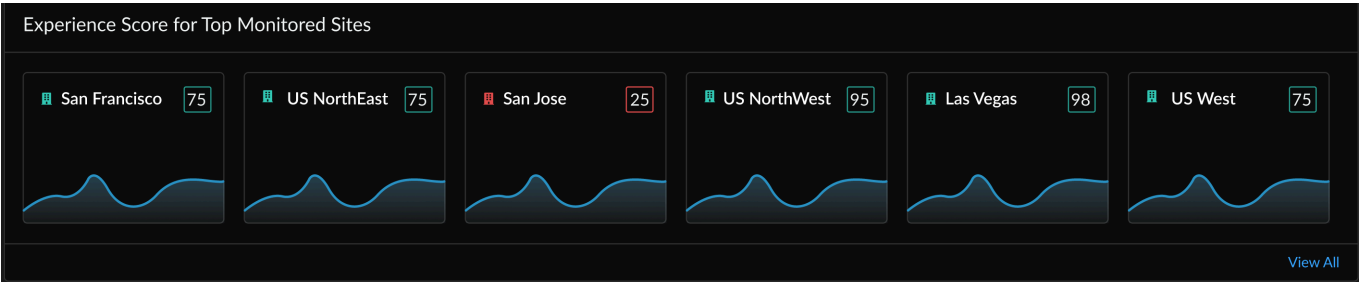 Experience Score for Top Monitored Sites
San Francisco 75
US NorthEast 75
San Jose 25
US NorthWest 95
Las Vegas 98
US West 75
View All